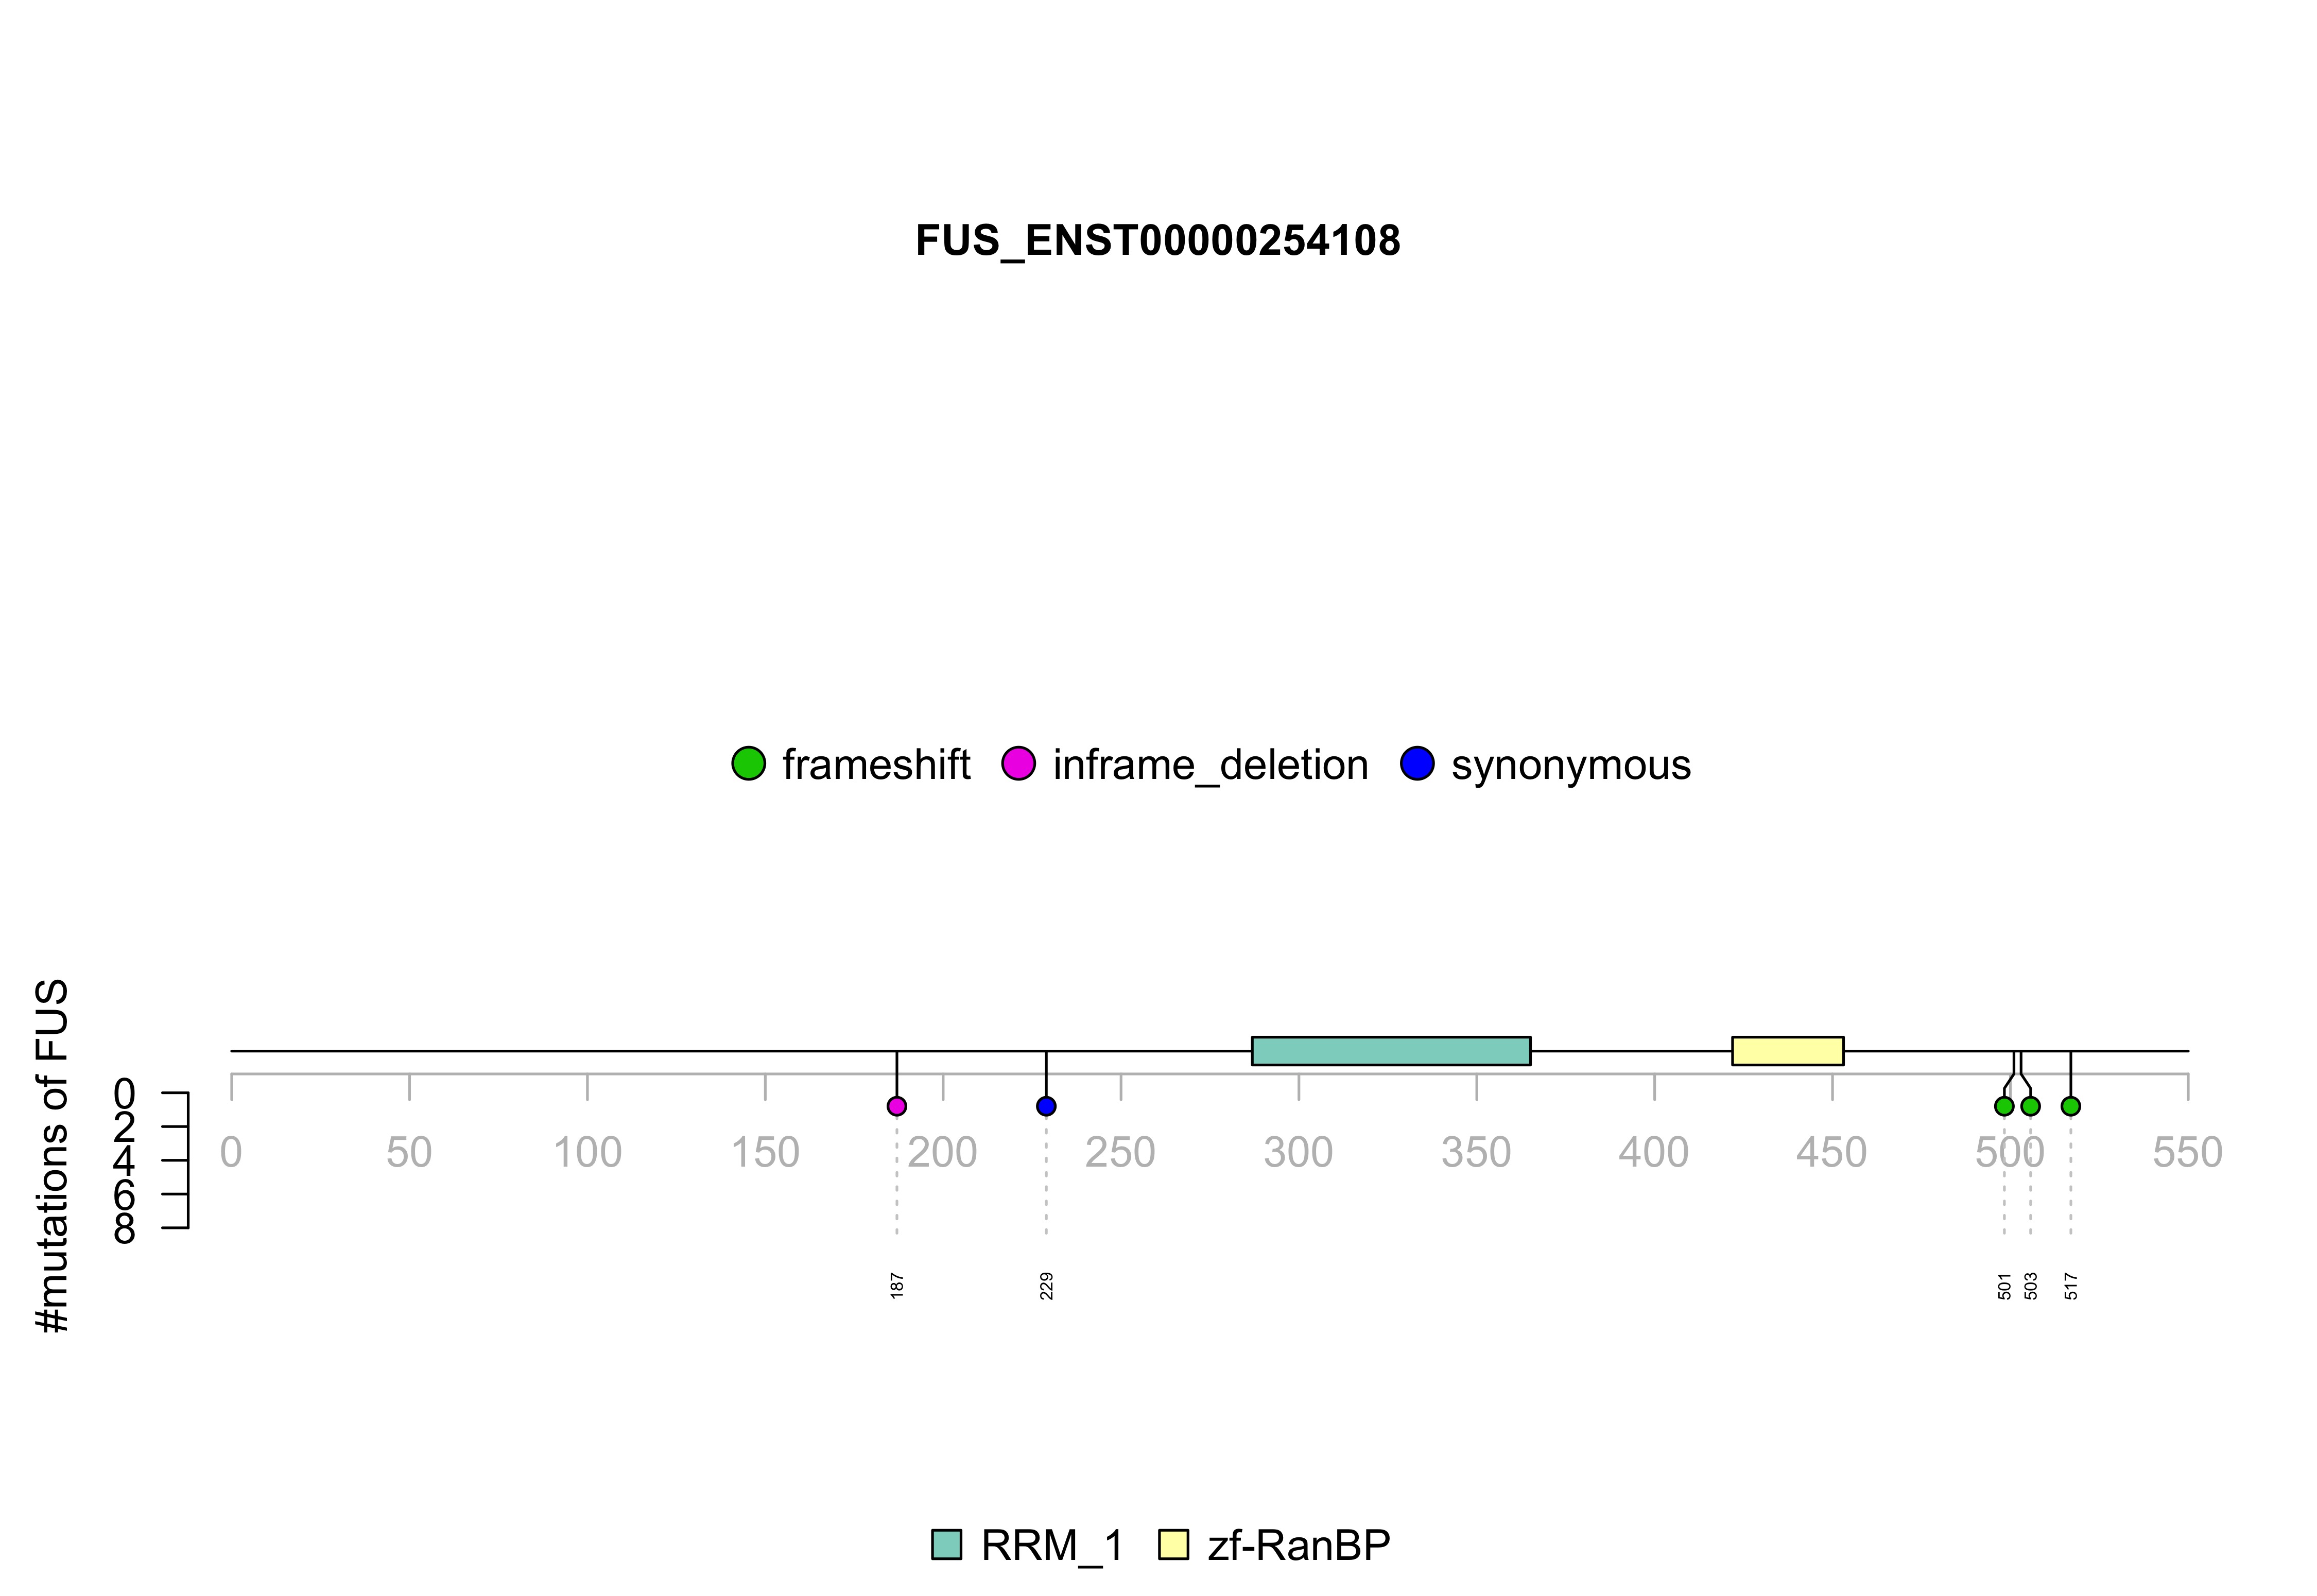 FUS_ENST00000254108
frameshift inframe_deletion synonymous
#mutations of FUS
0
2
4
6
8
0 50 100 150 200 250 300 350 400 450 500 550
187 229 501 503 517
RRM_1 zf-RanBP